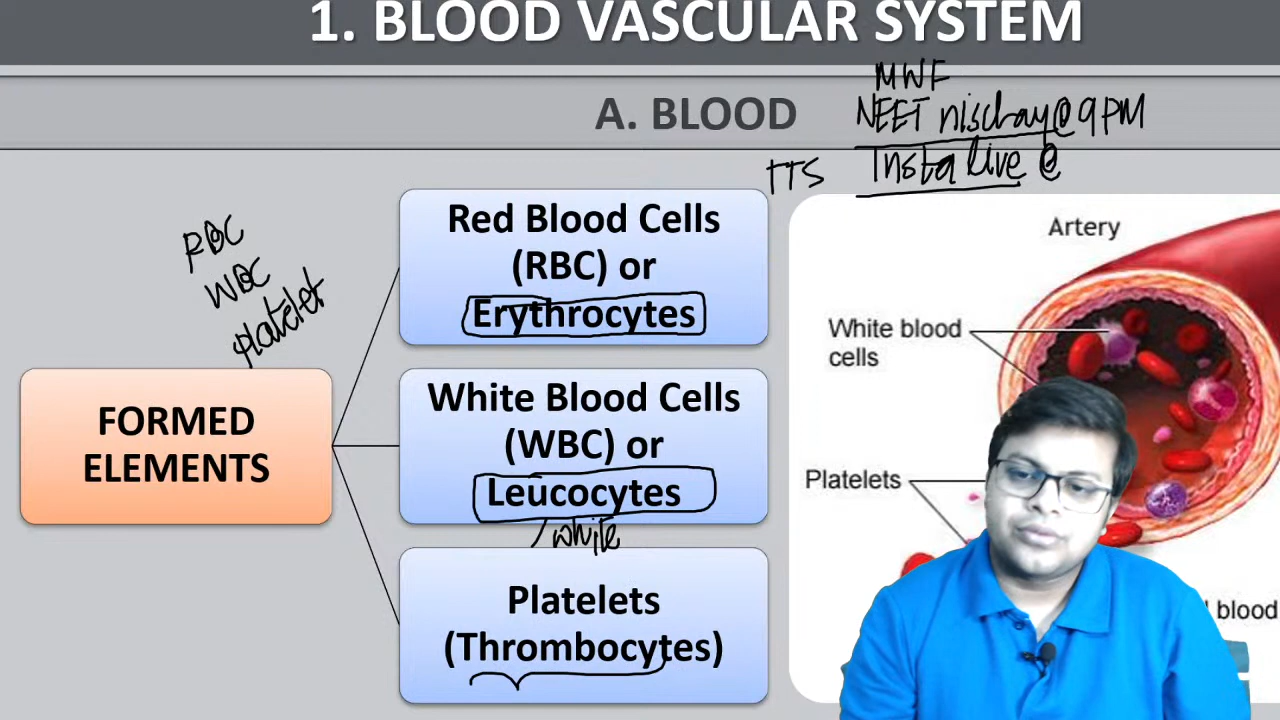 1. BLOOD VASCULAR SYSTEM
A. BLOOD
MWF
NEET nischay@9PM
TTS Insta live @
RBC
WBC
Platelet
FORMED
ELEMENTS
Red Blood Cells
(RBC) or
Erythrocytes
White Blood Cells
(WBC) or
Leucocytes
white
Platelets
(Thrombocytes)
Artery
White blood
cells
Platelets
blood